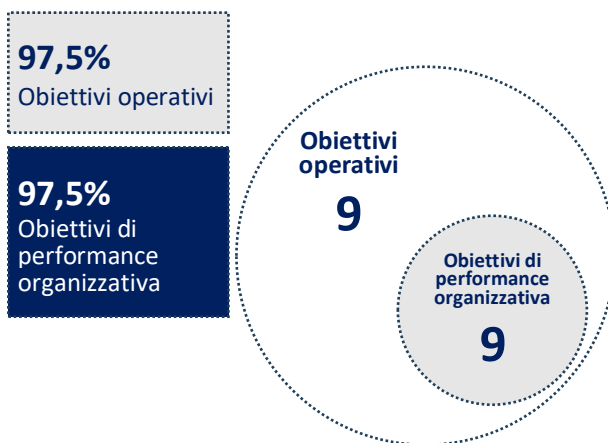 97,5%
Obiettivi operativi
97,5%
Obiettivi di
performance
organizzativa
Obiettivi
operativi
9
Obiettivi di
performance
organizzativa
9